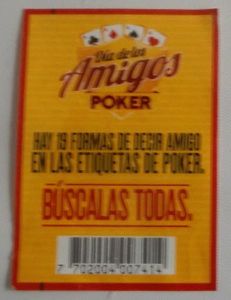 Día de los
Amigos
POKER
HAY 19 FORMAS DE DECIR AMIGO
EN LAS ETIQUETAS DE POKER.
BÚSCALAS TODAS.
7 702004 007414